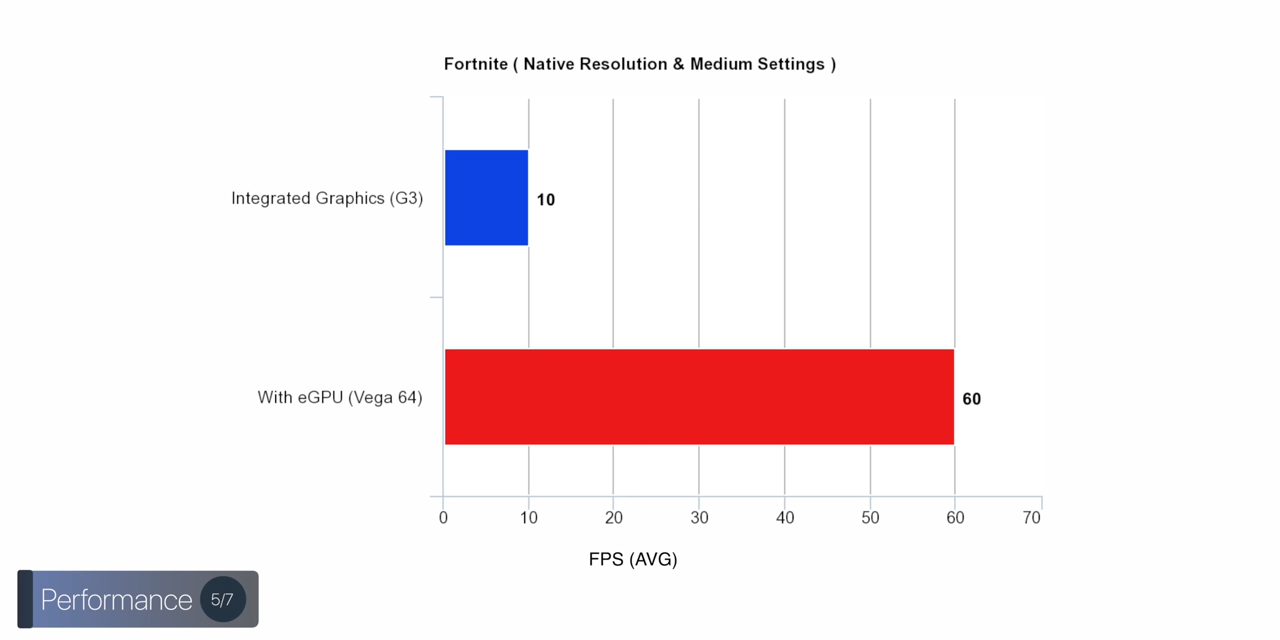 Fortnite ( Native Resolution & Medium Settings )
Integrated Graphics (G3)
10
With eGPU (Vega 64)
60
0 10 20 30 40 50 60 70
FPS (AVG)
Performance 5/7